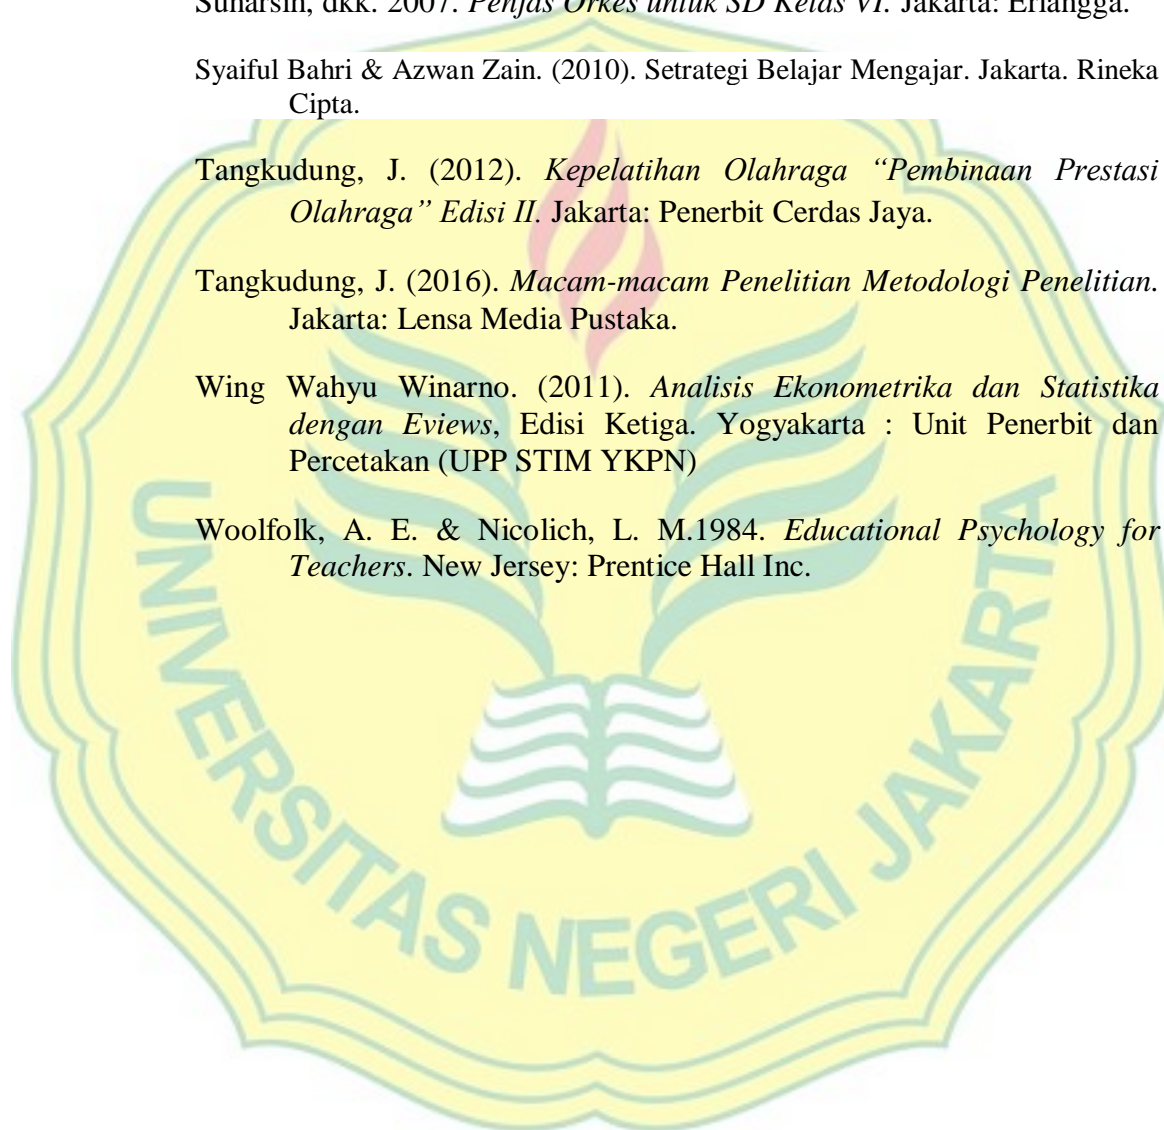 Suharsih, dkk. 2007. Penjas Orkes untuk SD Kelas VI. Jakarta: Erlangga.
Syaiful Bahri & Azwan Zain. (2010). Setrategi Belajar Mengajar. Jakarta. Rineka
Cipta.
Tangkudung, J. (2012). Kepelatihan Olahraga “Pembinaan Prestasi
Olahraga” Edisi II. Jakarta: Penerbit Cerdas Jaya.
Tangkudung, J. (2016). Macam-macam Penelitian Metodologi Penelitian.
Jakarta: Lensa Media Pustaka.
Wing Wahyu Winarno. (2011). Analisis Ekonometrika dan Statistika
dengan Eviews, Edisi Ketiga. Yogyakarta : Unit Penerbit dan
Percetakan (UPP STIM YKPN)
Woolfolk, A. E. & Nicolich, L. M.1984. Educational Psychology for
Teachers. New Jersey: Prentice Hall Inc.
UNIVERSITAS NEGERI JAKARTA